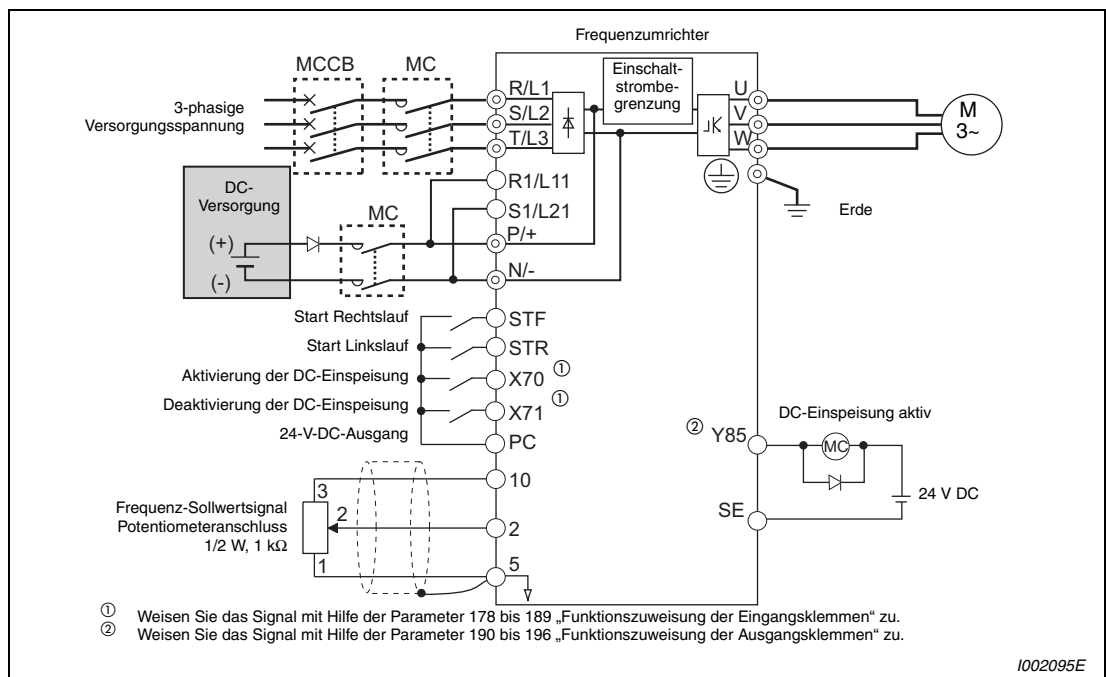 Frequenzumrichter
MCCB
MC
Einschalt-
strombe-
grenzung
3-phasige
Versorgungsspannung
R/L1
S/L2
T/L3
U
V
W
M
3~
Erde
DC-
Versorgung
(+)
(-)
MC
R1/L11
S1/L21
P/+
N/-
Start Rechtslauf
STF
Start Linkslauf
STR
Aktivierung der DC-Einspeisung
X70 ①
Deaktivierung der DC-Einspeisung
X71 ①
24-V-DC-Ausgang
PC
DC-Einspeisung aktiv
② Y85
MC
24 V DC
SE
Frequenz-Sollwertsignal
Potentiometeranschluss
1/2 W, 1 kΩ
3
2
1
10
2
5
① Weisen Sie das Signal mit Hilfe der Parameter 178 bis 189 „Funktionszuweisung der Eingangsklemmen“ zu.
② Weisen Sie das Signal mit Hilfe der Parameter 190 bis 196 „Funktionszuweisung der Ausgangsklemmen“ zu.
I002095E